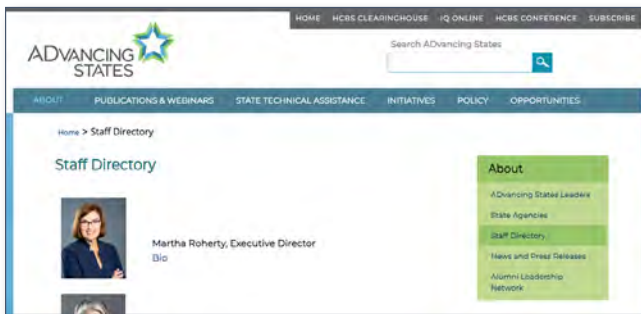 HOME HCBS CLEARINGHOUSE IQ ONLINE HCBS CONFERENCE SUBSCRIBE
ADVANCING
STATES
Search ADvancing States
ABOUT PUBLICATIONS & WEBINARS STATE TECHNICAL ASSISTANCE INITIATIVES POLICY OPPORTUNITIES
Home > Staff Directory
Staff Directory
Martha Roherty, Executive Director
Bio
About
ADvancing States Leaders
State Agencies
Staff Directory
News and Press Releases
Alumni Leadership
Network